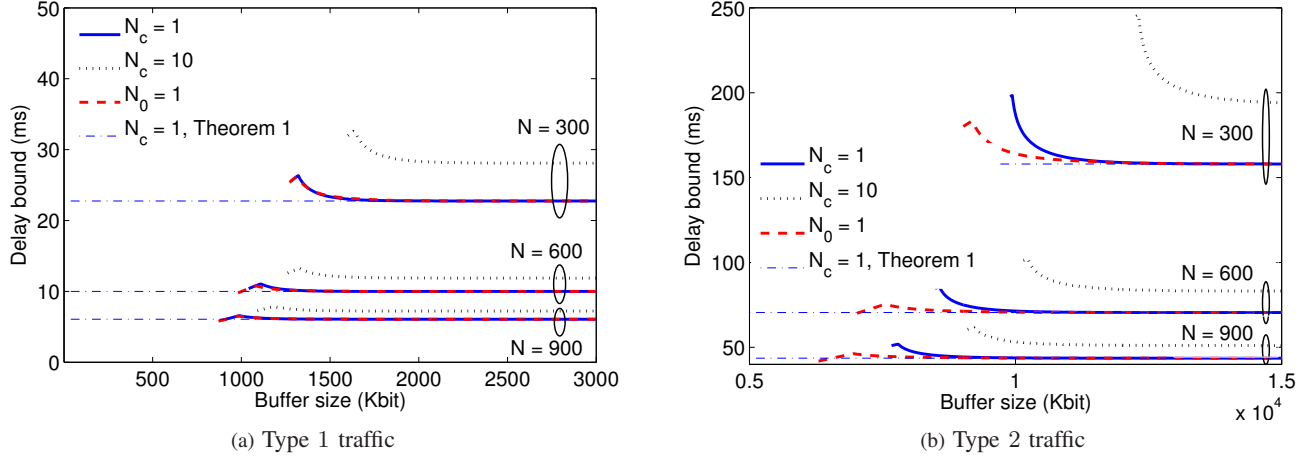 50
40
30
20
10
0
Delay bound (ms)
N_c = 1
N_c = 10
N_0 = 1
N_c = 1, Theorem 1
N = 300
N = 600
N = 900
500 1000 1500 2000 2500 3000
Buffer size (Kbit)
(a) Type 1 traffic
250
200
150
100
50
Delay bound (ms)
N_c = 1
N_c = 10
N_0 = 1
N_c = 1, Theorem 1
N = 300
N = 600
N = 900
0.5 1 1.5
x 10^4
Buffer size (Kbit)
(b) Type 2 traffic